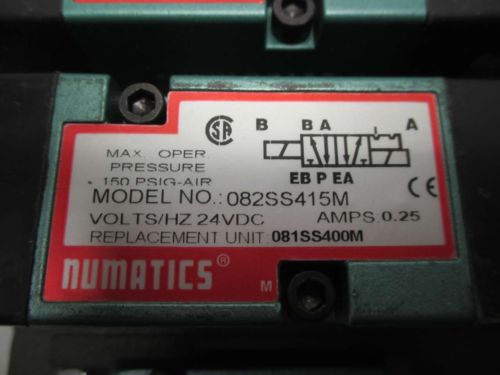 CSA
B B A A
MAX. OPER
PRESSURE
150 PSIG-AIR
EB P EA
CE
MODEL NO.: 082SS415M
VOLTS/HZ 24VDC AMPS 0.25
REPLACEMENT UNIT: 081SS400M
NUMATICS®
M